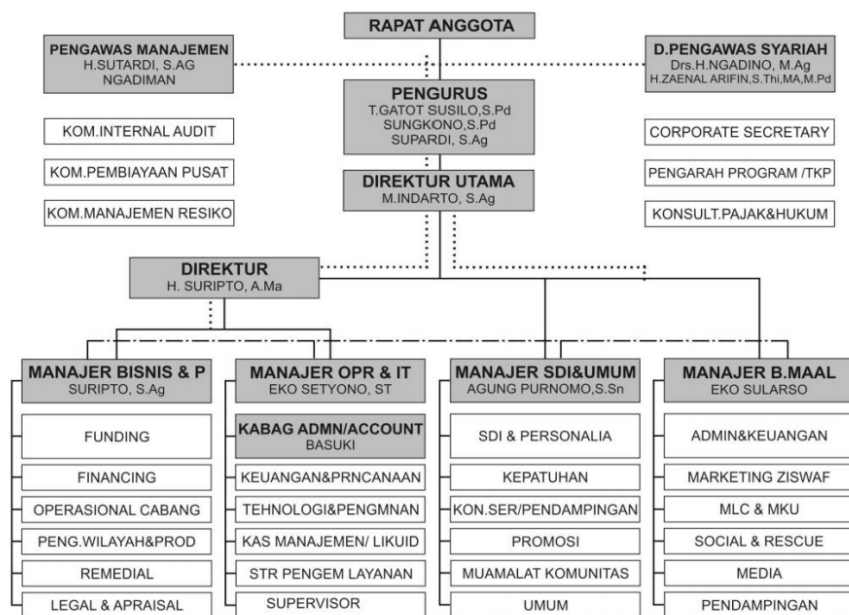 RAPAT ANGGOTA
PENGAWAS MANAJEMEN
H.SUTARDI, S.AG
NGADIMAN
D.PENGAWAS SYARIAH
Drs.H.NGADINO, M.Ag
H.ZAENAL ARIFIN,S.Thi,MA,M.Pd
PENGURUS
T.GATOT SUSILO,S.Pd
SUNGKONO,S.Pd
SUPARDI, S.Ag
KOM.INTERNAL AUDIT
KOM.PEMBIAYAAN PUSAT
KOM.MANAJEMEN RESIKO
CORPORATE SECRETARY
PENGARAH PROGRAM /TKP
KONSULT.PAJAK&HUKUM
DIREKTUR UTAMA
M.INDARTO, S.Ag
DIREKTUR
H. SURIPTO, A.Ma
MANAJER BISNIS & P
SURIPTO, S.Ag
FUNDING
FINANCING
OPERASIONAL CABANG
PENG.WILAYAH&PROD
REMEDIAL
LEGAL & APRAISAL
MANAJER OPR & IT
EKO SETYONO, ST
KABAG ADMN/ACCOUNT
BASUKI
KEUANGAN&PRNCANAAN
TEHNOLOGI&PENGMNAN
KAS MANAJEMEN/ LIKUID
STR PENGEM LAYANAN
SUPERVISOR
MANAJER SDI&UMUM
AGUNG PURNOMO,S.Sn
SDI & PERSONALIA
KEPATUHAN
KON.SER/PENDAMPINGAN
PROMOSI
MUAMALAT KOMUNITAS
UMUM
MANAJER B.MAAL
EKO SULARSO
ADMIN&KEUANGAN
MARKETING ZISWAF
MLC & MKU
SOCIAL & RESCUE
MEDIA
PENDAMPINGAN